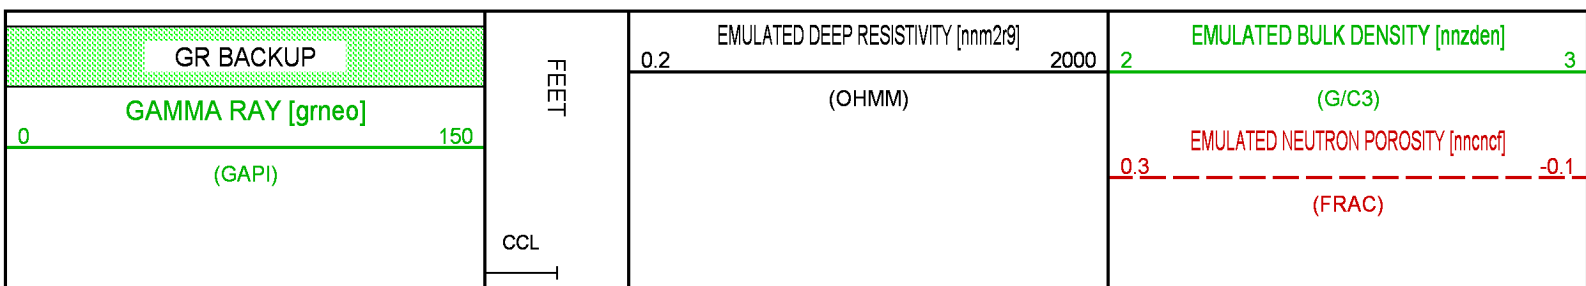 GR BACKUP
GAMMA RAY [grneo]
0 150
(GAPI)
FEET
CCL
EMULATED DEEP RESISTIVITY [nnm2r9]
0.2 2000
(OHMM)
EMULATED BULK DENSITY [nnzden]
2 3
(G/C3)
EMULATED NEUTRON POROSITY [nncncf]
0.3 -0.1
(FRAC)